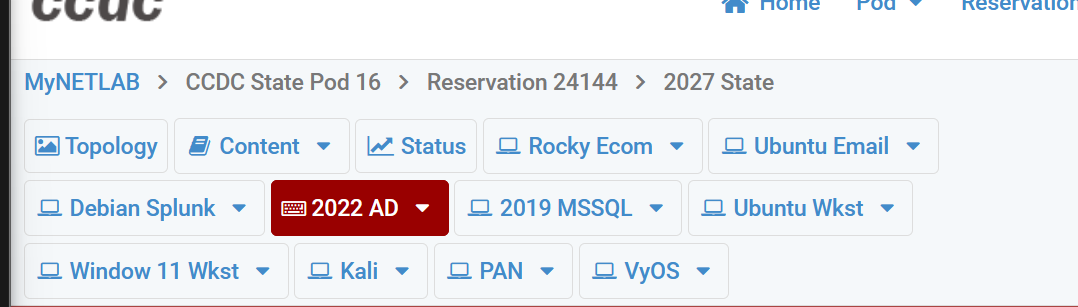 ccdc
Home Pod Reservation
MyNETLAB > CCDC State Pod 16 > Reservation 24144 > 2027 State
Topology Content Status Rocky Ecom Ubuntu Email
Debian Splunk 2022 AD 2019 MSSQL Ubuntu Wkst
Window 11 Wkst Kali PAN VyOS